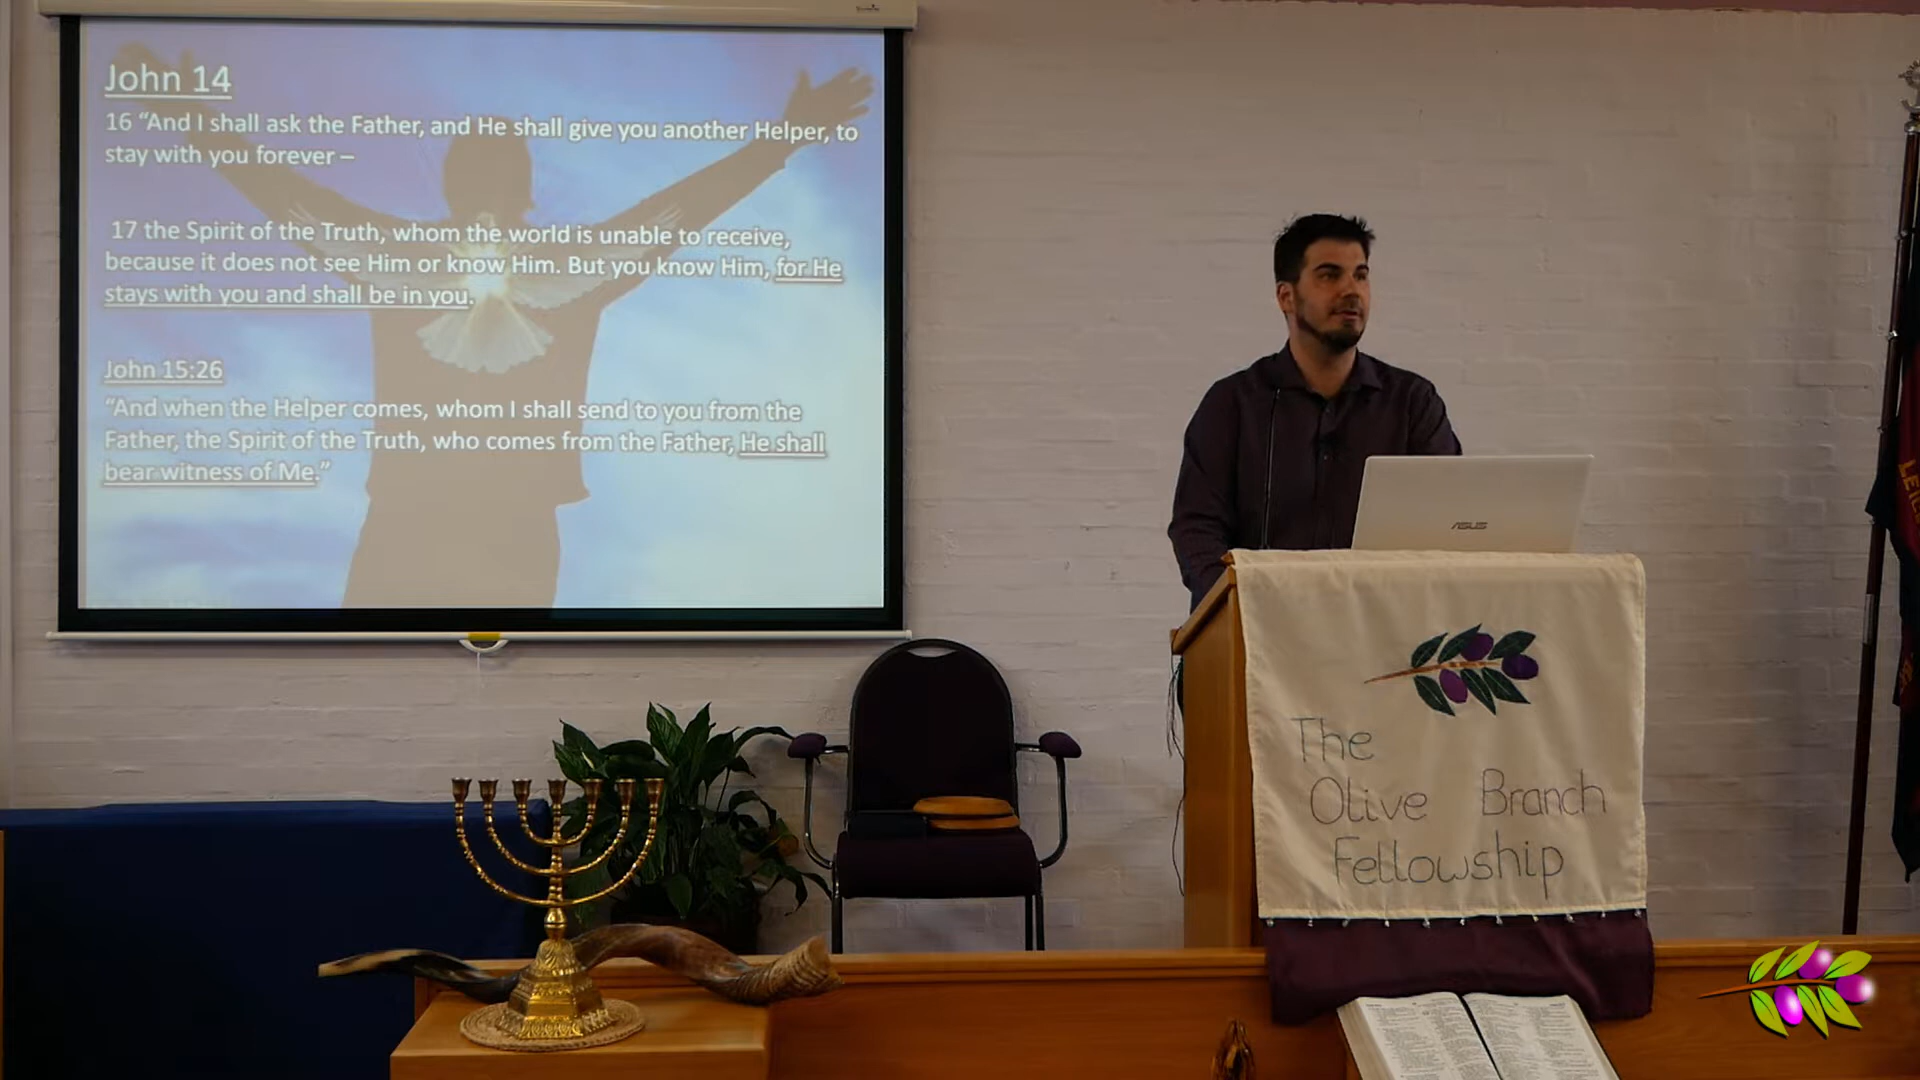 John 14
16 “And I shall ask the Father, and He shall give you another Helper, to
stay with you forever –
17 the Spirit of the Truth, whom the world is unable to receive,
because it does not see Him or know Him. But you know Him, for He
stays with you and shall be in you.
John 15:26
“And when the Helper comes, whom I shall send to you from the
Father, the Spirit of the Truth, who comes from the Father, He shall
bear witness of Me.”
ASUS
The
Olive Branch
Fellowship